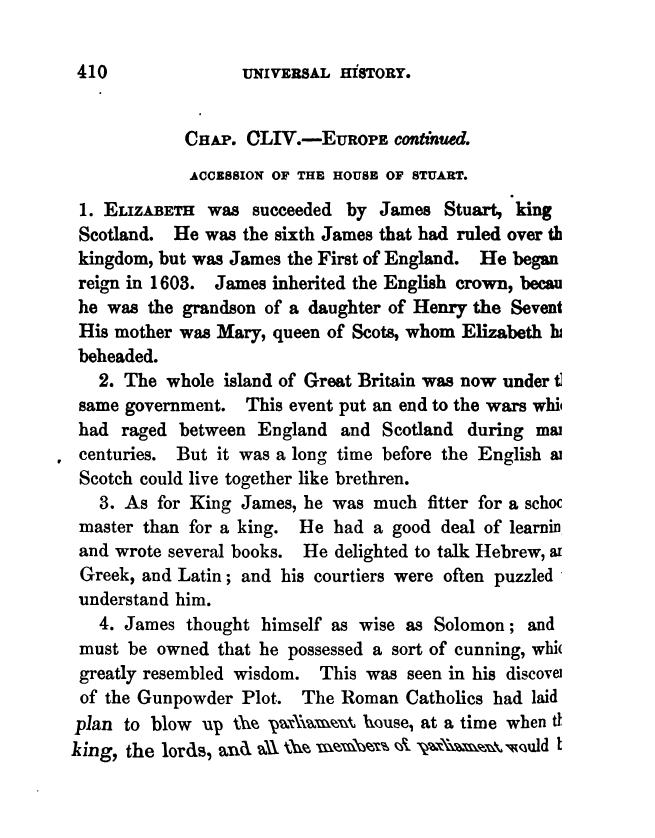 410 UNIVERSAL HISTORY.
CHAP. CLIV.—EUROPE continued.
ACCESSION OF THE HOUSE OF STUART.
1. ELIZABETH was succeeded by James Stuart, king
Scotland. He was the sixth James that had ruled over th
kingdom, but was James the First of England. He began
reign in 1603. James inherited the English crown, becau
he was the grandson of a daughter of Henry the Sevent
His mother was Mary, queen of Scots, whom Elizabeth h
beheaded.
2. The whole island of Great Britain was now under t
same government. This event put an end to the wars whi
had raged between England and Scotland during ma
centuries. But it was a long time before the English a
Scotch could live together like brethren.
3. As for King James, he was much fitter for a schoo
master than for a king. He had a good deal of learnin
and wrote several books. He delighted to talk Hebrew, a
Greek, and Latin; and his courtiers were often puzzled
understand him.
4. James thought himself as wise as Solomon; and
must be owned that he possessed a sort of cunning, whic
greatly resembled wisdom. This was seen in his discove
of the Gunpowder Plot. The Roman Catholics had laid
plan to blow up the parliament house, at a time when t
king, the lords, and all the members of parliament would b